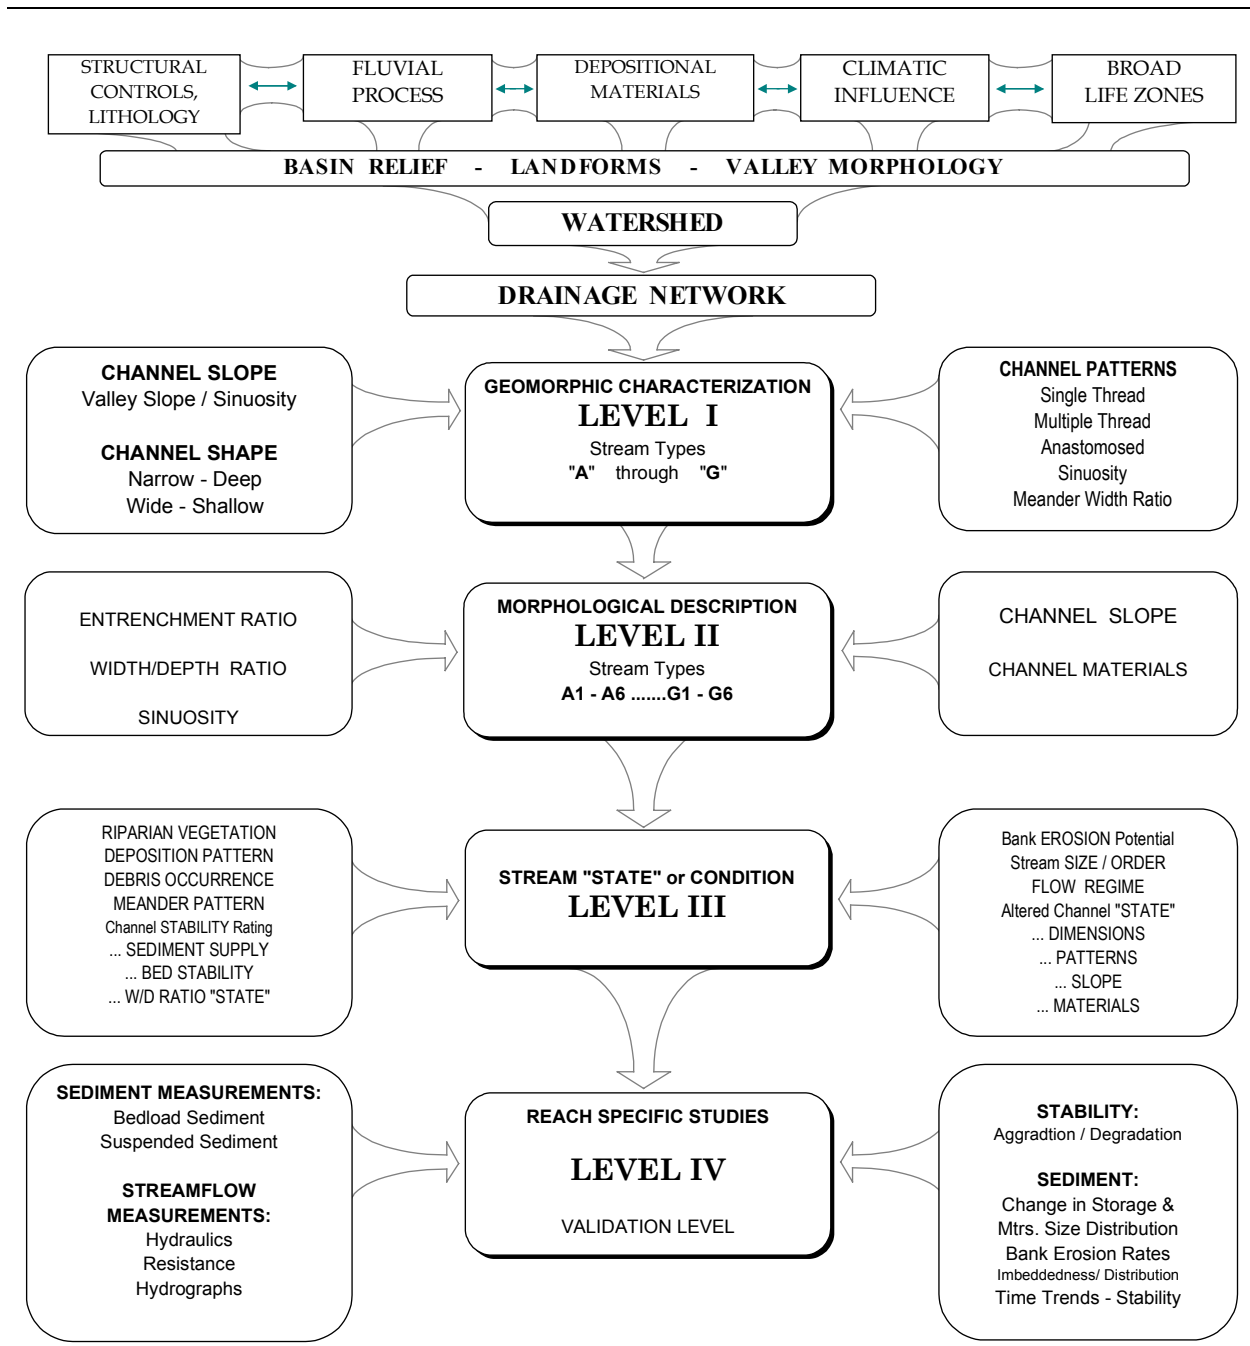 STRUCTURAL
CONTROLS,
LITHOLOGY
FLUVIAL
PROCESS
DEPOSITIONAL
MATERIALS
CLIMATIC
INFLUENCE
BROAD
LIFE ZONES
BASIN RELIEF - LANDFORMS - VALLEY MORPHOLOGY
WATERSHED
DRAINAGE NETWORK
CHANNEL SLOPE
Valley Slope / Sinuosity
CHANNEL SHAPE
Narrow - Deep
Wide - Shallow
GEOMORPHIC CHARACTERIZATION
LEVEL I
Stream Types
"A" through "G"
CHANNEL PATTERNS
Single Thread
Multiple Thread
Anastomosed
Sinuosity
Meander Width Ratio
ENTRENCHMENT RATIO
WIDTH/DEPTH RATIO
SINUOSITY
MORPHOLOGICAL DESCRIPTION
LEVEL II
Stream Types
A1 - A6 .......G1 - G6
CHANNEL SLOPE
CHANNEL MATERIALS
RIPARIAN VEGETATION
DEPOSITION PATTERN
DEBRIS OCCURRENCE
MEANDER PATTERN
Channel STABILITY Rating
... SEDIMENT SUPPLY
... BED STABILITY
... W/D RATIO "STATE"
STREAM "STATE" or CONDITION
LEVEL III
Bank EROSION Potential
Stream SIZE / ORDER
FLOW REGIME
Altered Channel "STATE"
... DIMENSIONS
... PATTERNS
... SLOPE
... MATERIALS
SEDIMENT MEASUREMENTS:
Bedload Sediment
Suspended Sediment
STREAMFLOW
MEASUREMENTS:
Hydraulics
Resistance
Hydrographs
REACH SPECIFIC STUDIES
LEVEL IV
VALIDATION LEVEL
STABILITY:
Aggradtion / Degradation
SEDIMENT:
Change in Storage &
Mtrs. Size Distribution
Bank Erosion Rates
Imbeddedness/ Distribution
Time Trends - Stability